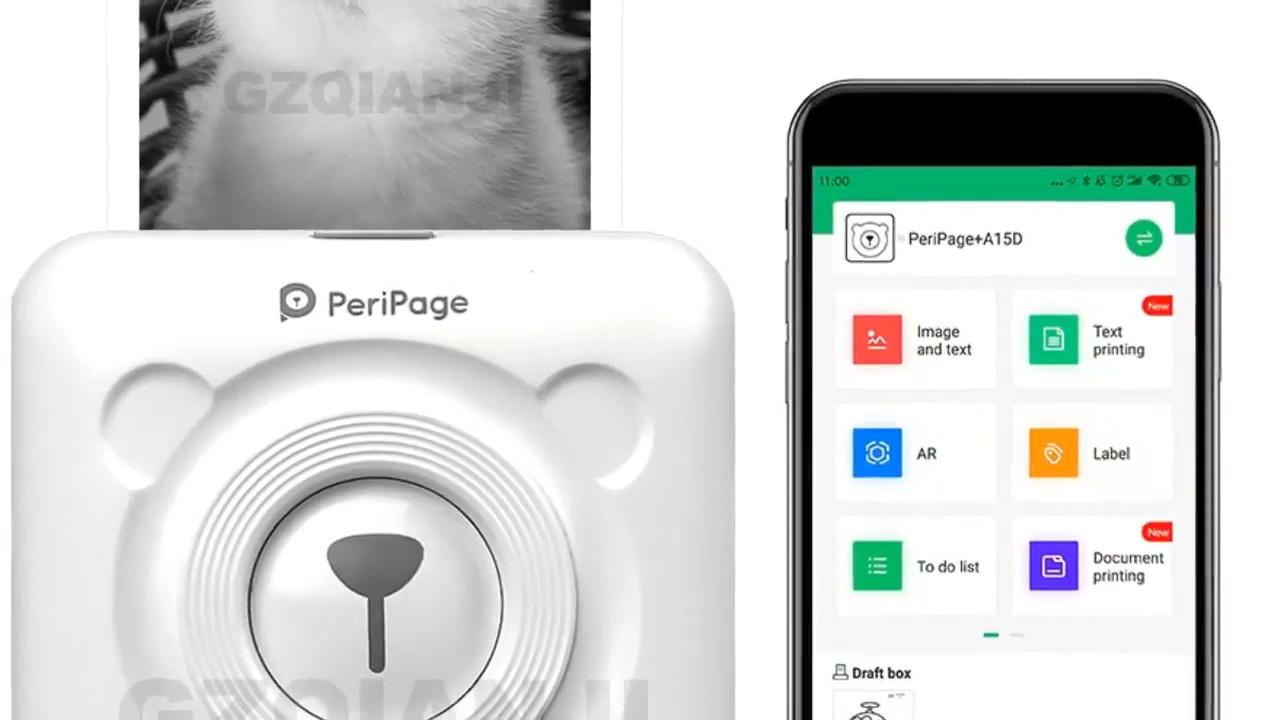 GZQIANJI
PeriPage
GZQIANJI
11:00
PeriPage+A15D
Image
and text
New
Text
printing
AR
Label
To do list
New
Document
printing
Draft box